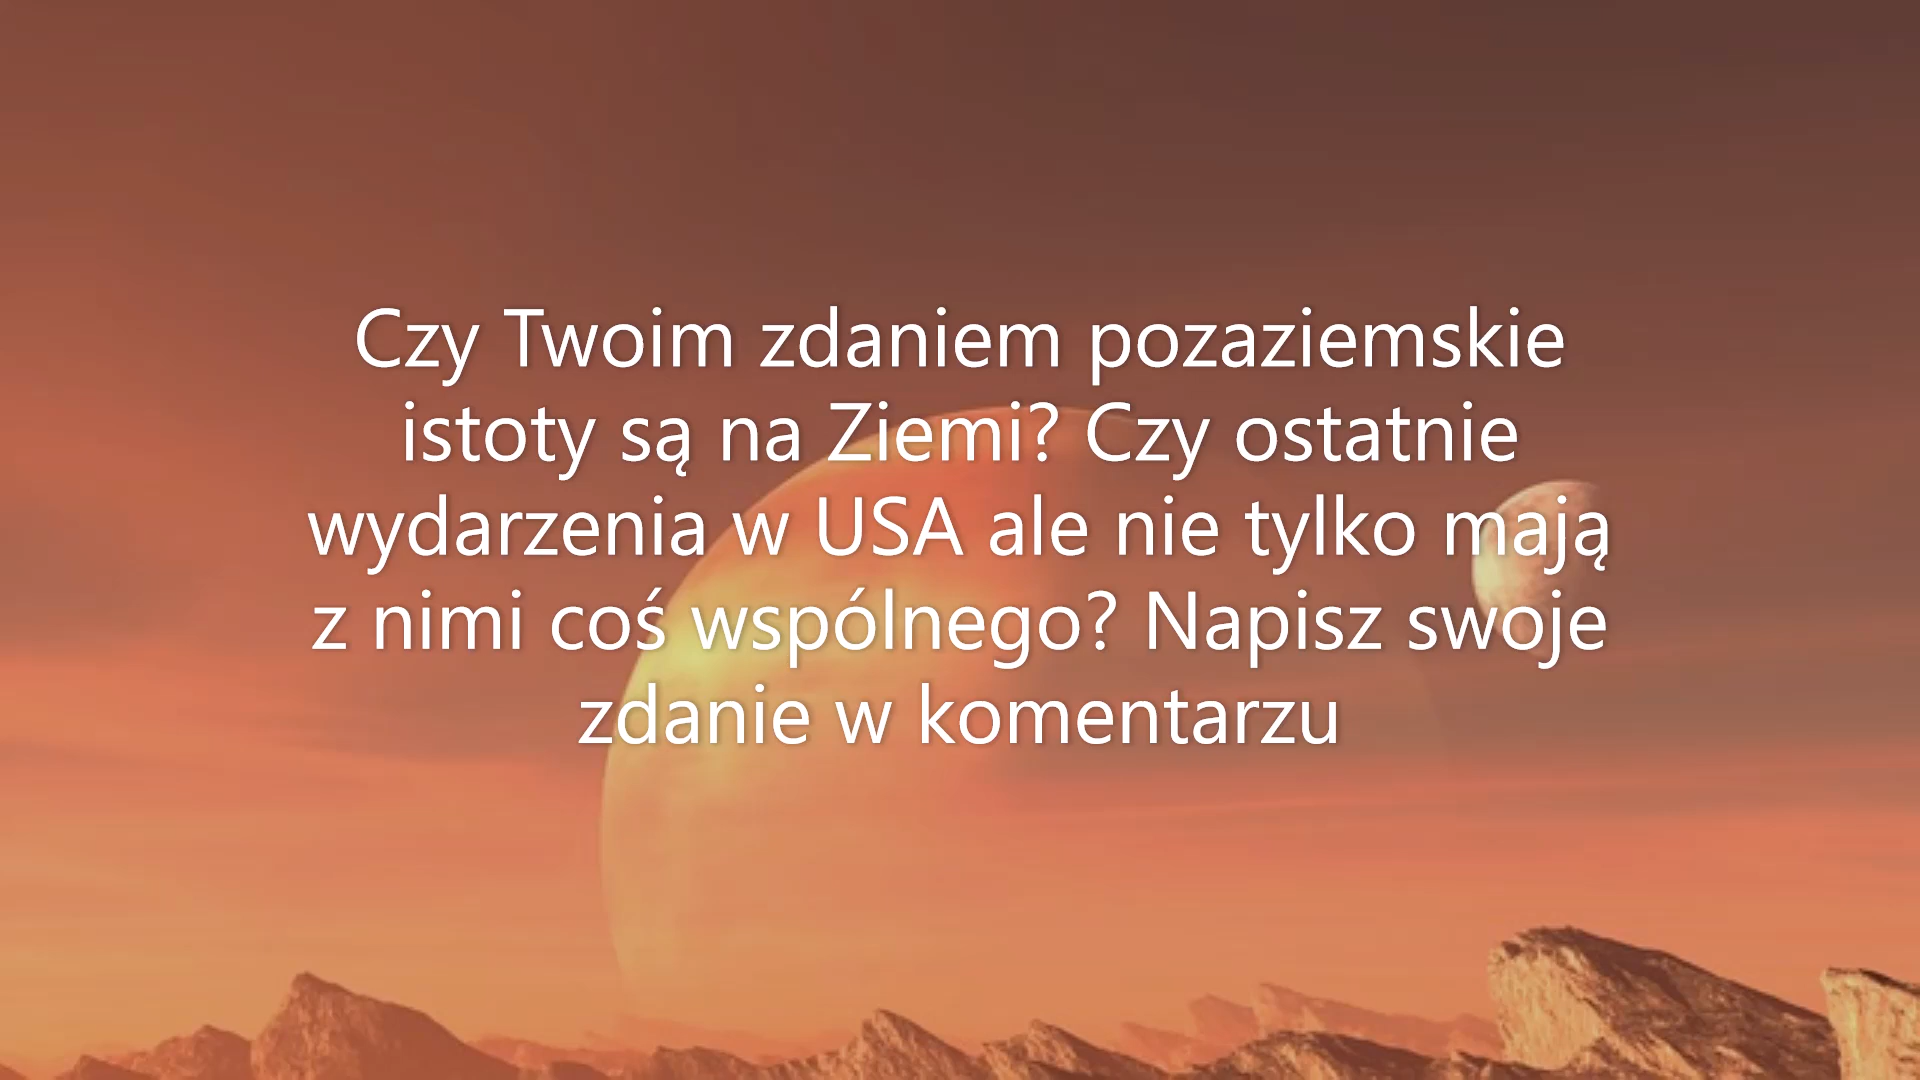 Czy Twoim zdaniem pozaziemskie
istoty są na Ziemi? Czy ostatnie
wydarzenia w USA ale nie tylko mają
z nimi coś wspólnego? Napisz swoje
zdanie w komentarzu